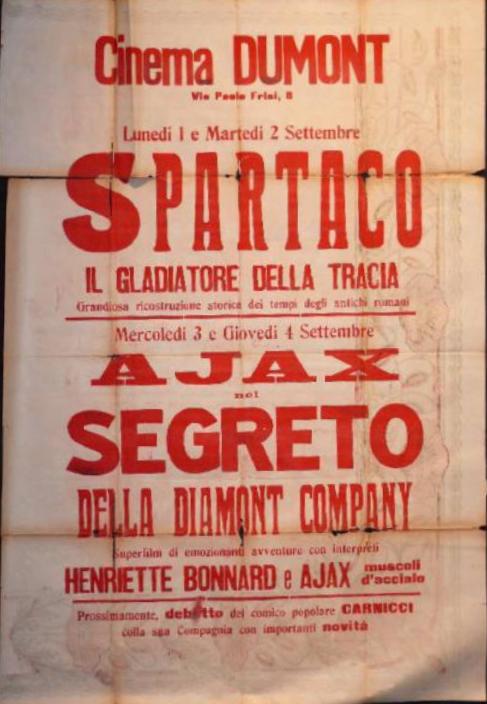 Cinema DUMONT
Via Paolo Frisi, 8
Lunedì 1 e Martedì 2 Settembre
SPARTACO
IL GLADIATORE DELLA TRACIA
Grandiosa ricostruzione storica dei tempi degli antichi romani
Mercoledì 3 e Giovedì 4 Settembre
AJAX
nel
SEGRETO
DELLA DIAMONT COMPANY
Superfilm di emozionanti avventure con interpreti
HENRIETTE BONNARD e AJAX muscoli d'acciaio
Prossimamente, debutto del comico popolare CARNICCI
colla sua Compagnia con importanti novità